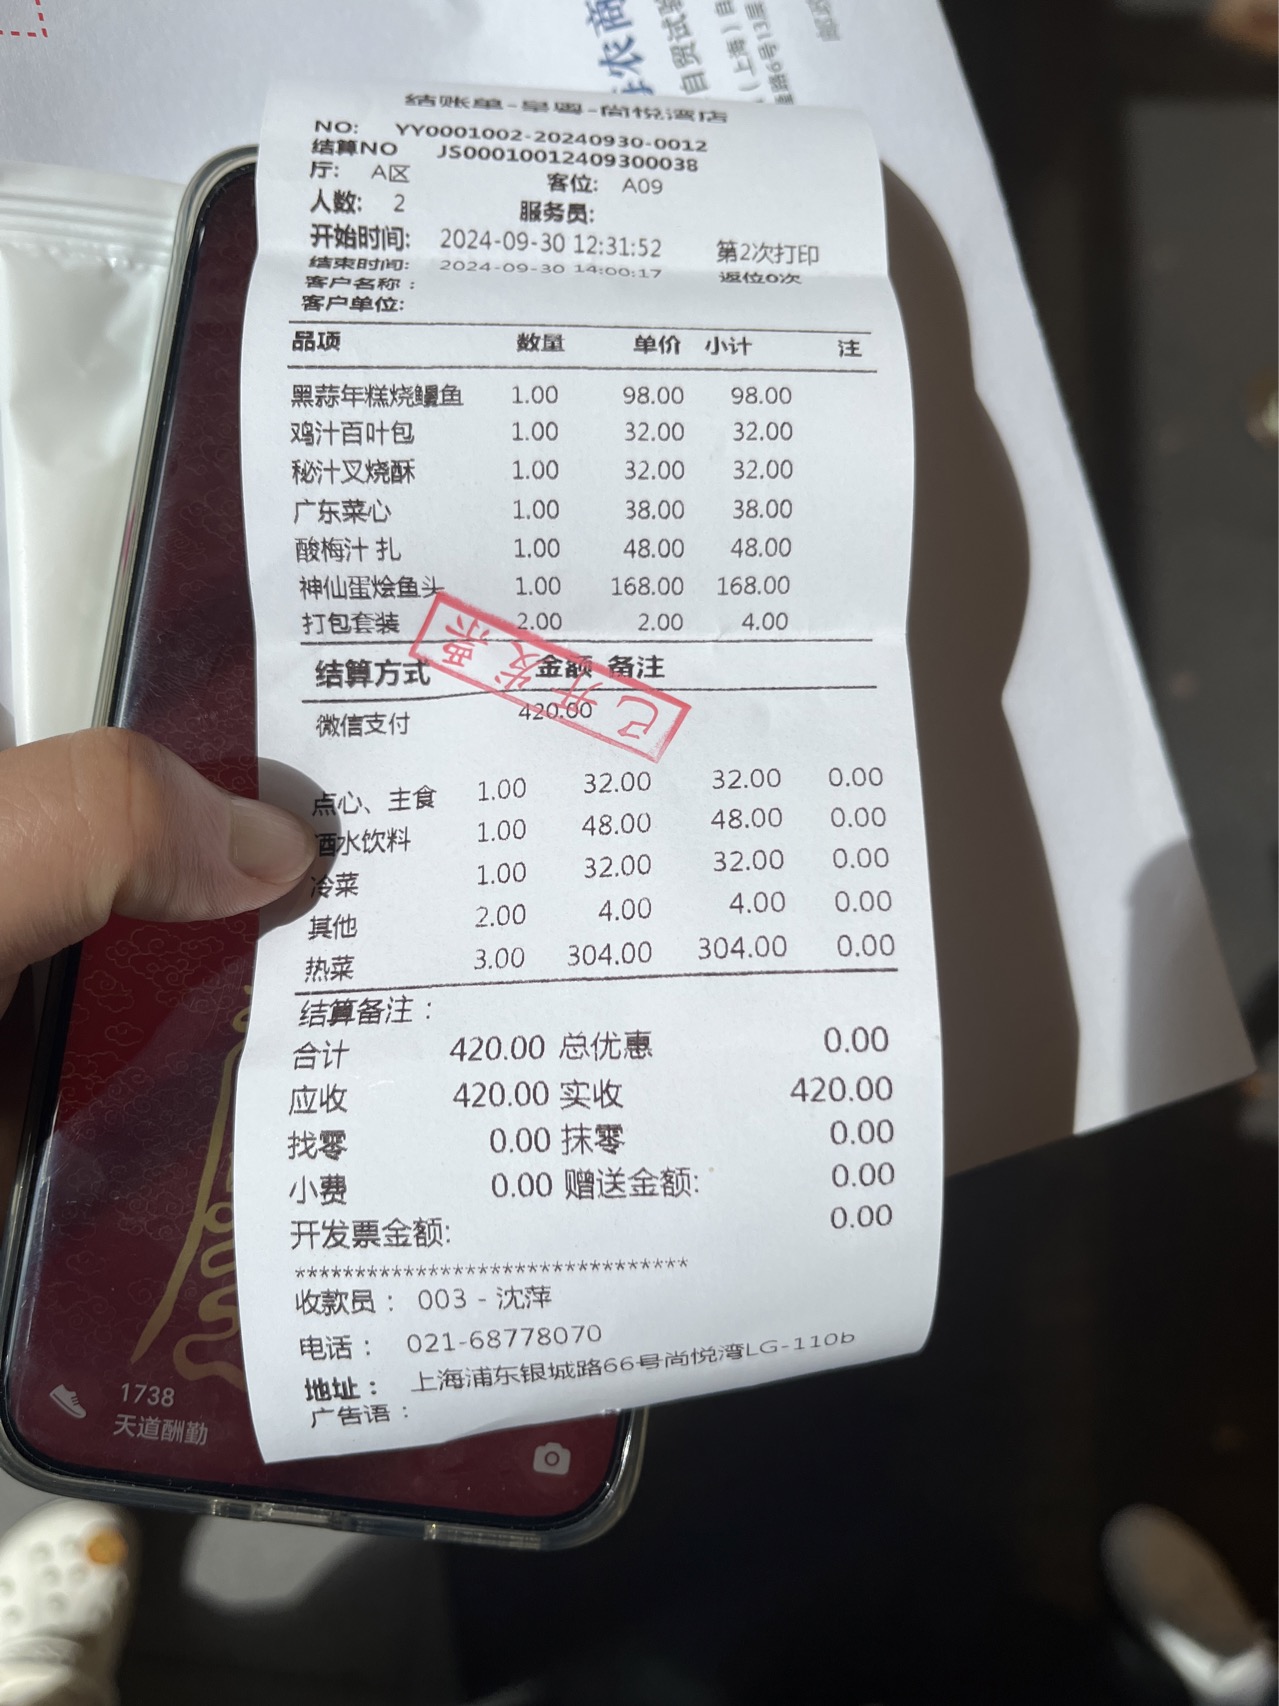 农商
自贸试
（上海）自
路6号13层
结账单-皇粤-尚悦湾店
NO: YY0001002-20240930-0012
结算NO JS00010012409300038
厅: A区 客位: A09
人数: 2 服务员:
开始时间: 2024-09-30 12:31:52 第2次打印
结束时间: 2024-09-30 14:00:17 返位0次
客户名称：
客户单位:
品项 数量 单价 小计 注
黑蒜年糕烧鳗鱼 1.00 98.00 98.00
鸡汁百叶包 1.00 32.00 32.00
秘汁叉烧酥 1.00 32.00 32.00
广东菜心 1.00 38.00 38.00
酸梅汁 扎 1.00 48.00 48.00
神仙蛋烩鱼头 1.00 168.00 168.00
打包套装 2.00 2.00 4.00
已开发票
结算方式 金额 备注
微信支付 420.00
点心、主食 1.00 32.00 32.00 0.00
酒水饮料 1.00 48.00 48.00 0.00
冷菜 1.00 32.00 32.00 0.00
其他 2.00 4.00 4.00 0.00
热菜 3.00 304.00 304.00 0.00
结算备注：
合计 420.00 总优惠 0.00
应收 420.00 实收 420.00
找零 0.00 抹零 0.00
小费 0.00 赠送金额: 0.00
开发票金额: 0.00
*********************************
收款员： 003 - 沈萍
电话： 021-68778070
地址： 上海浦东银城路66号尚悦湾LG-110b
广告语：
1738
天道酬勤